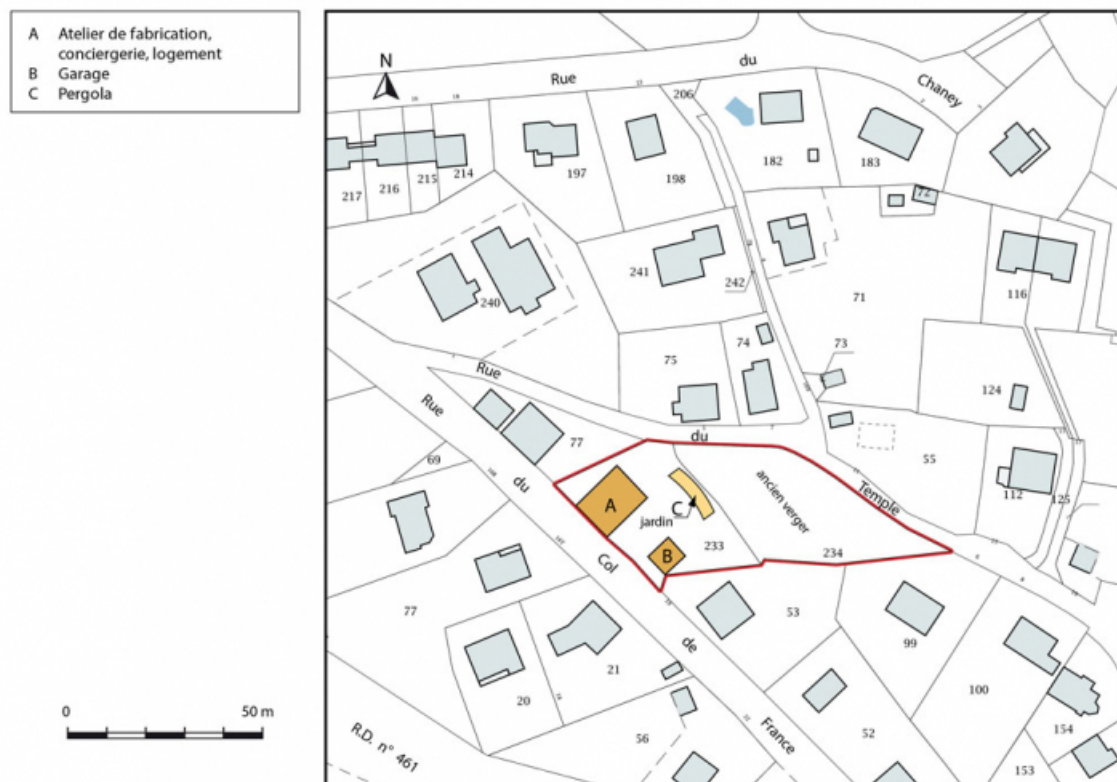 A Atelier de fabrication,
conciergerie, logement
B Garage
C Pergola
N
Rue
du
Chaney
206
182
183
72
197
198
217
216
215
214
241
242
240
71
116
73
75
74
124
Rue
du
Temple
Rue
du
Col
de
France
77
69
55
112
125
A
B
C
jardin
ancien verger
233
234
77
53
99
21
20
100
56
52
154
153
R.D. n° 461
0
50 m